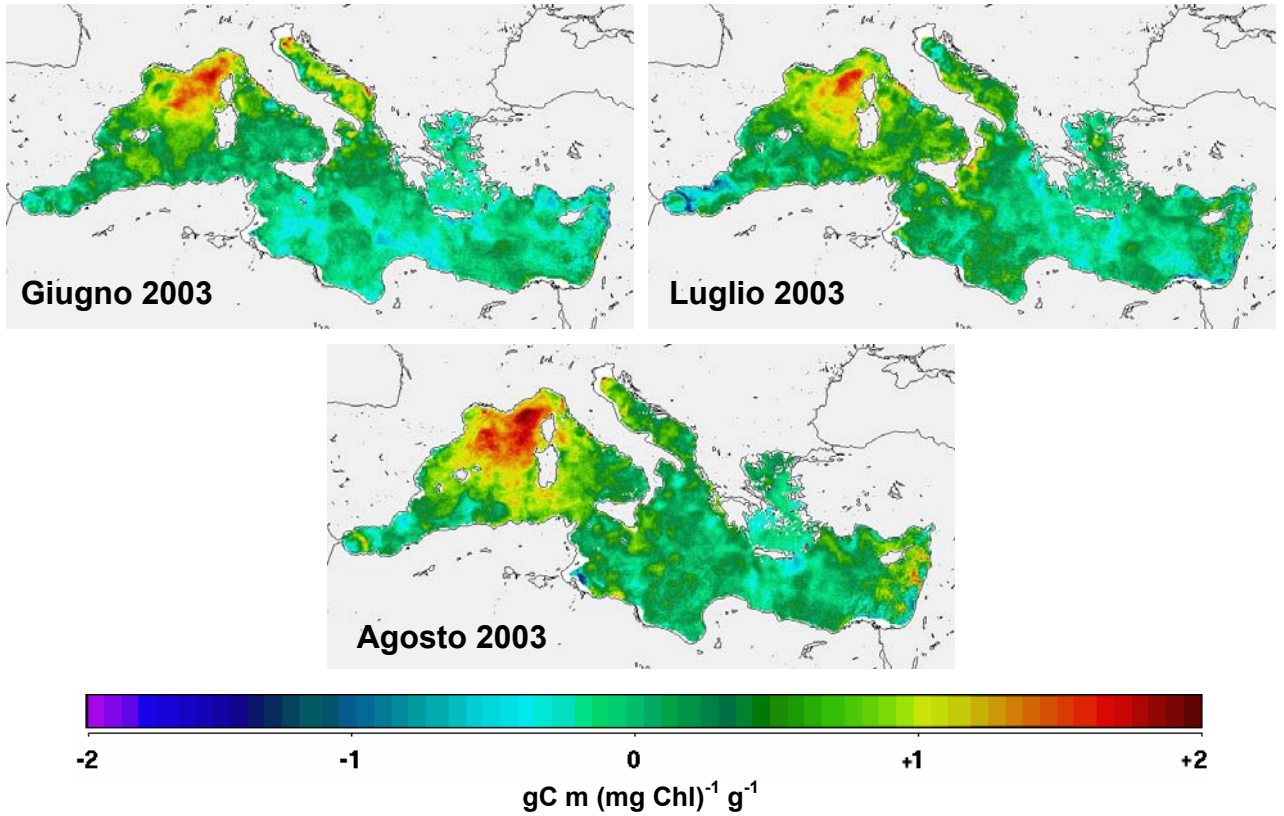 Giugno 2003
Luglio 2003
Agosto 2003
-2 -1 0 +1 +2
gC m (mg Chl)⁻¹ g⁻¹